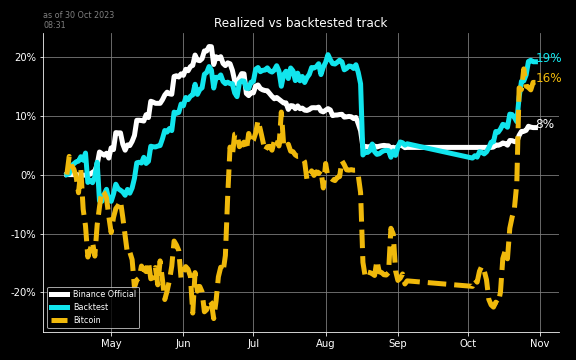 as of 30 Oct 2023
08:31
Realized vs backtested track
20%
10%
0%
-10%
-20%
19%
16%
8%
Binance Official
Backtest
Bitcoin
May
Jun
Jul
Aug
Sep
Oct
Nov